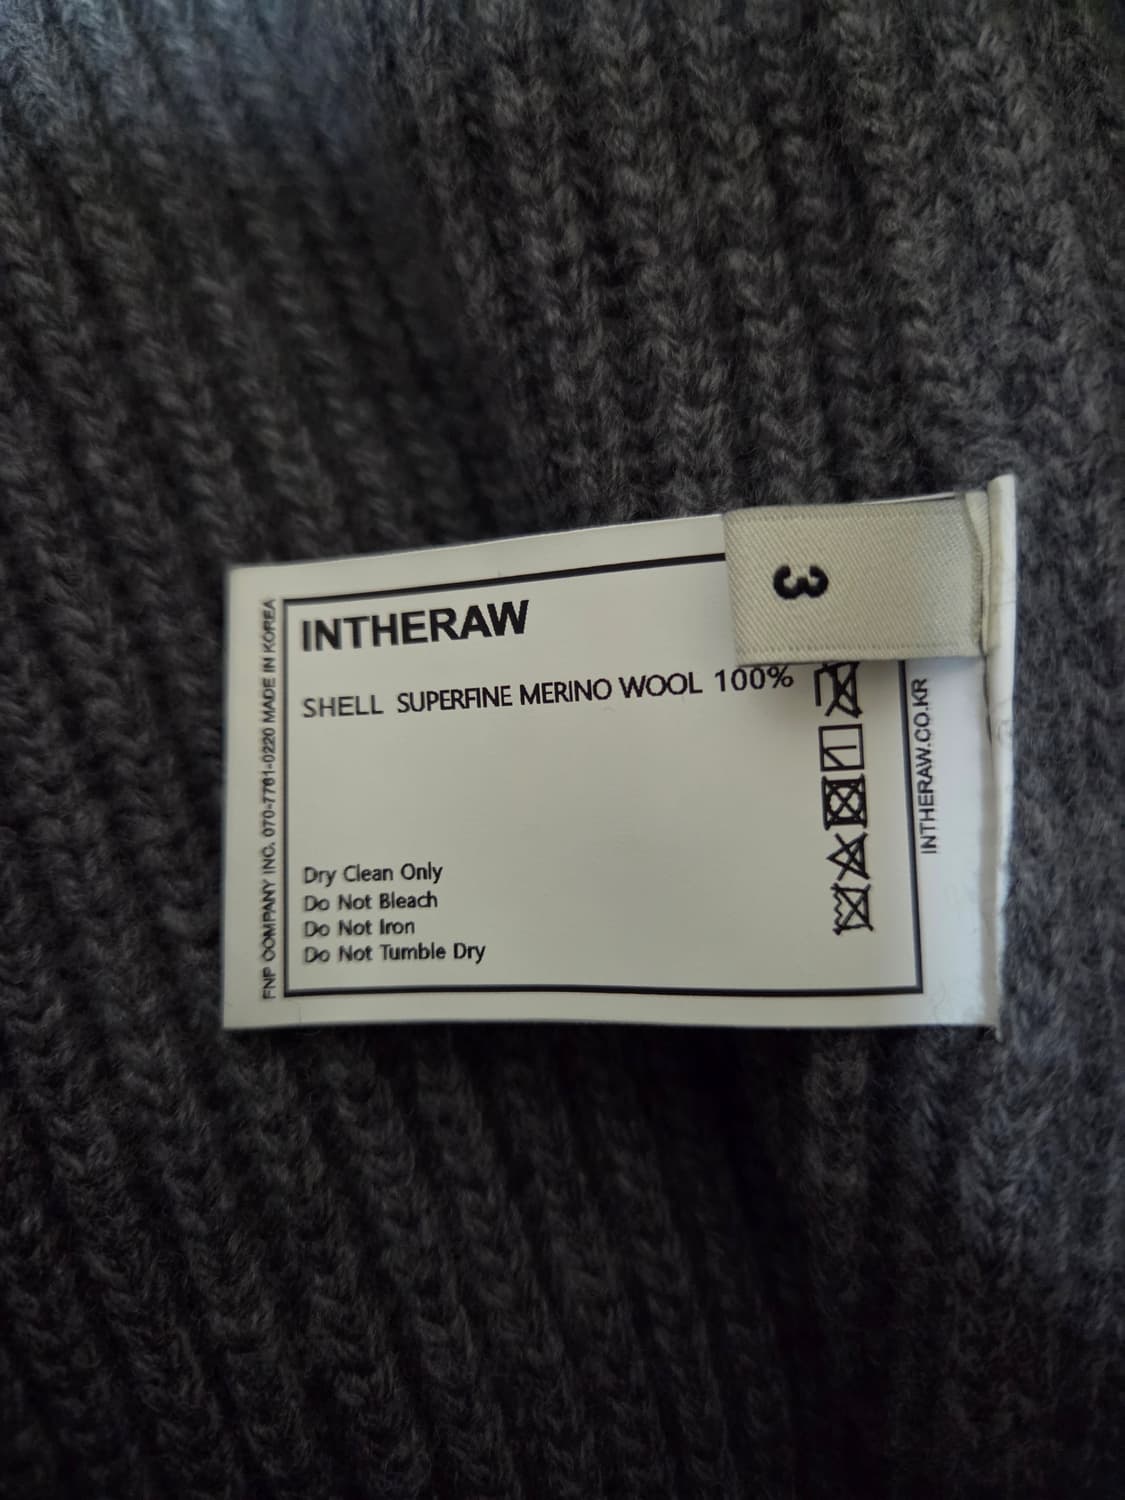 INTHERAW
SHELL SUPERFINE MERINO WOOL 100%
Dry Clean Only
Do Not Bleach
Do Not Iron
Do Not Tumble Dry
FNP COMPANY INC. 070-7761-0220 MADE IN KOREA
INTHERAW.CO.KR
3